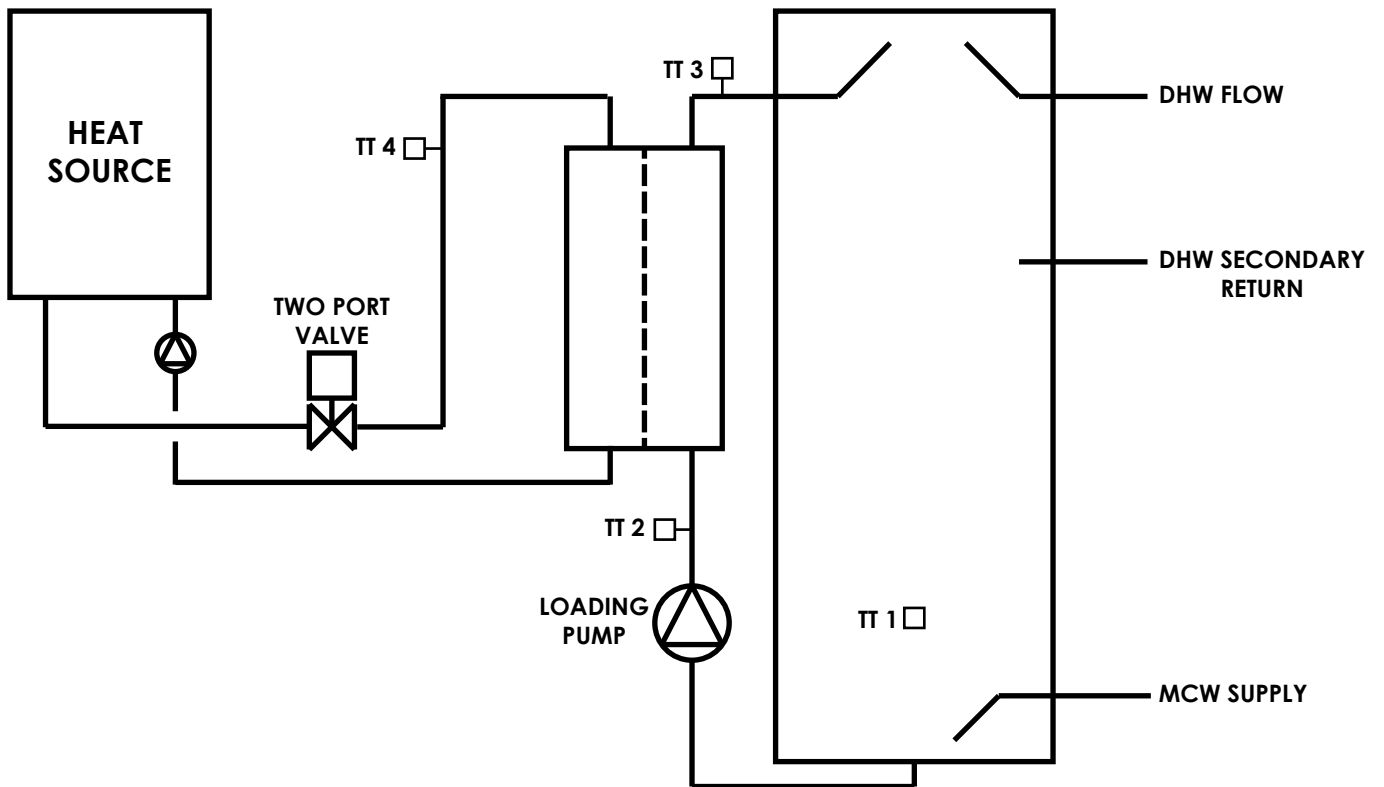 TT 3
DHW FLOW
HEAT
SOURCE
TT 4
DHW SECONDARY
RETURN
TWO PORT
VALVE
TT 2
LOADING
PUMP
TT 1
MCW SUPPLY